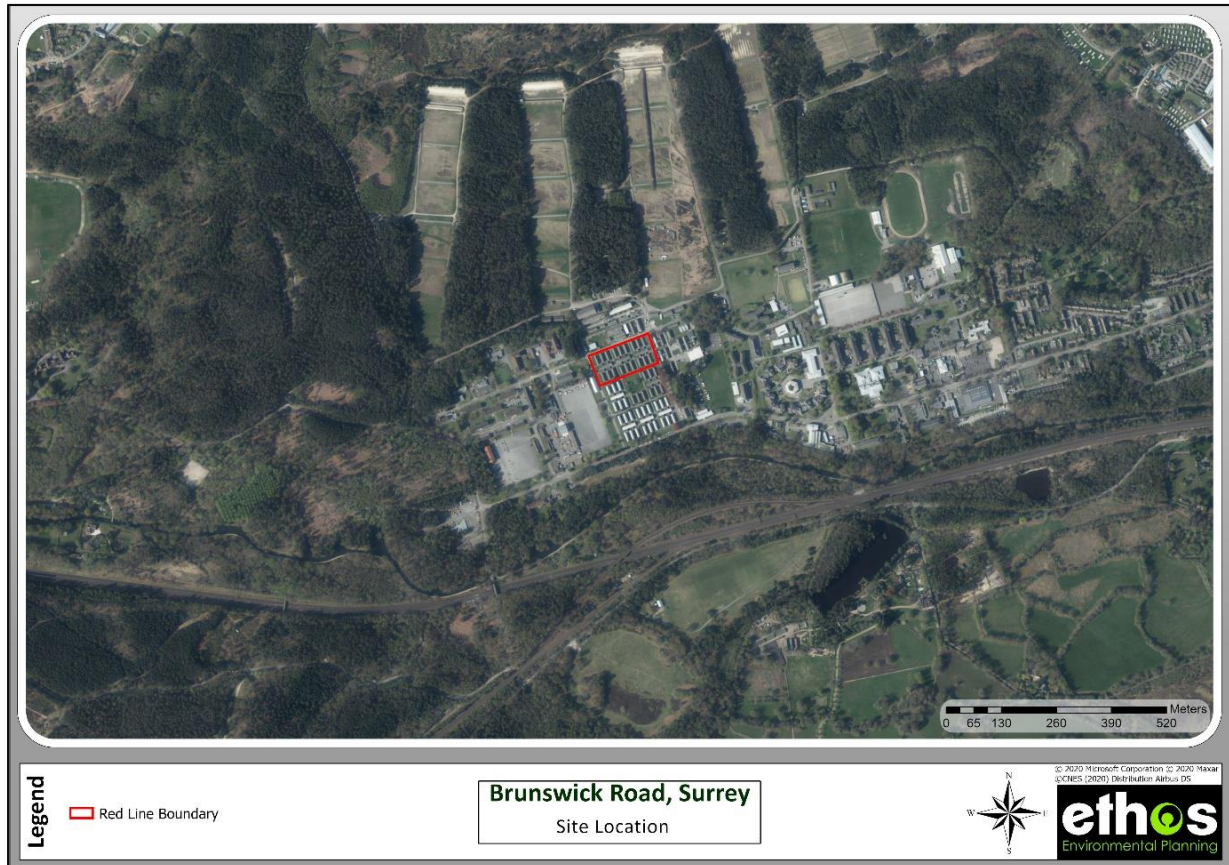 Meters
0 65 130 260 390 520
Legend
Red Line Boundary
Brunswick Road, Surrey
Site Location
N
W E
S
© 2020 Microsoft Corporation © 2020 Maxar
©CNES (2020) Distribution Airbus DS
ethos
Environmental Planning